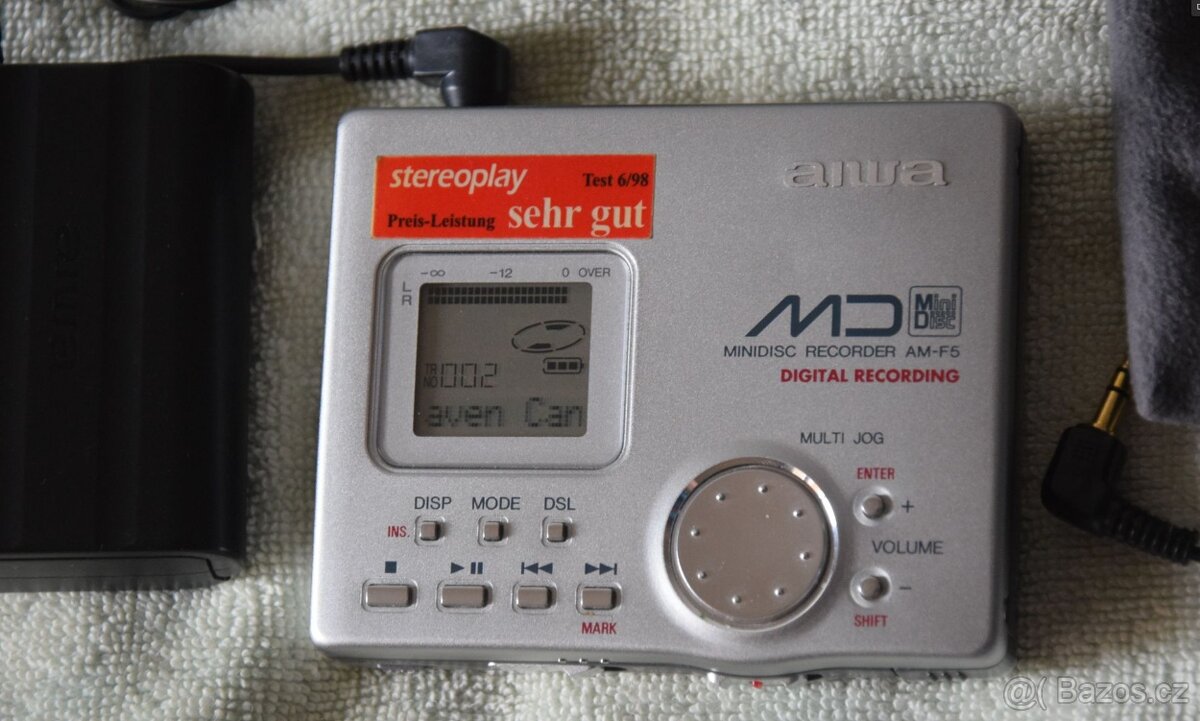 stereoplay Test 6/98
Preis-Leistung sehr gut
aiwa
-∞ -12 0 OVER
L
R
TR
NO 002
aven Can
MD Mini Disc
MINIDISC RECORDER AM-F5
DIGITAL RECORDING
MULTI JOG
ENTER
+
VOLUME
-
SHIFT
DISP MODE DSL
INS.
MARK
@( Bazos.cz